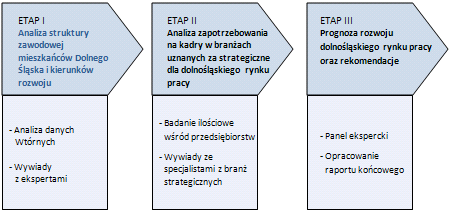 ETAP I
Analiza struktury
zawodowej
mieszkańców Dolnego
Śląska i kierunków
rozwoju
- Analiza danych
Wtórnych
- Wywiady
z ekspertami
ETAP II
Analiza zapotrzebowania
na kadry w branżach
uznanych za strategiczne
dla dolnośląskiego rynku
pracy
- Badanie ilościowe
wśród przedsiębiorstw
- Wywiady ze
specjalistami z branż
strategicznych
ETAP III
Prognoza rozwoju
dolnośląskiego rynku pracy
oraz rekomendacje
- Panel ekspercki
- Opracowanie
raportu końcowego